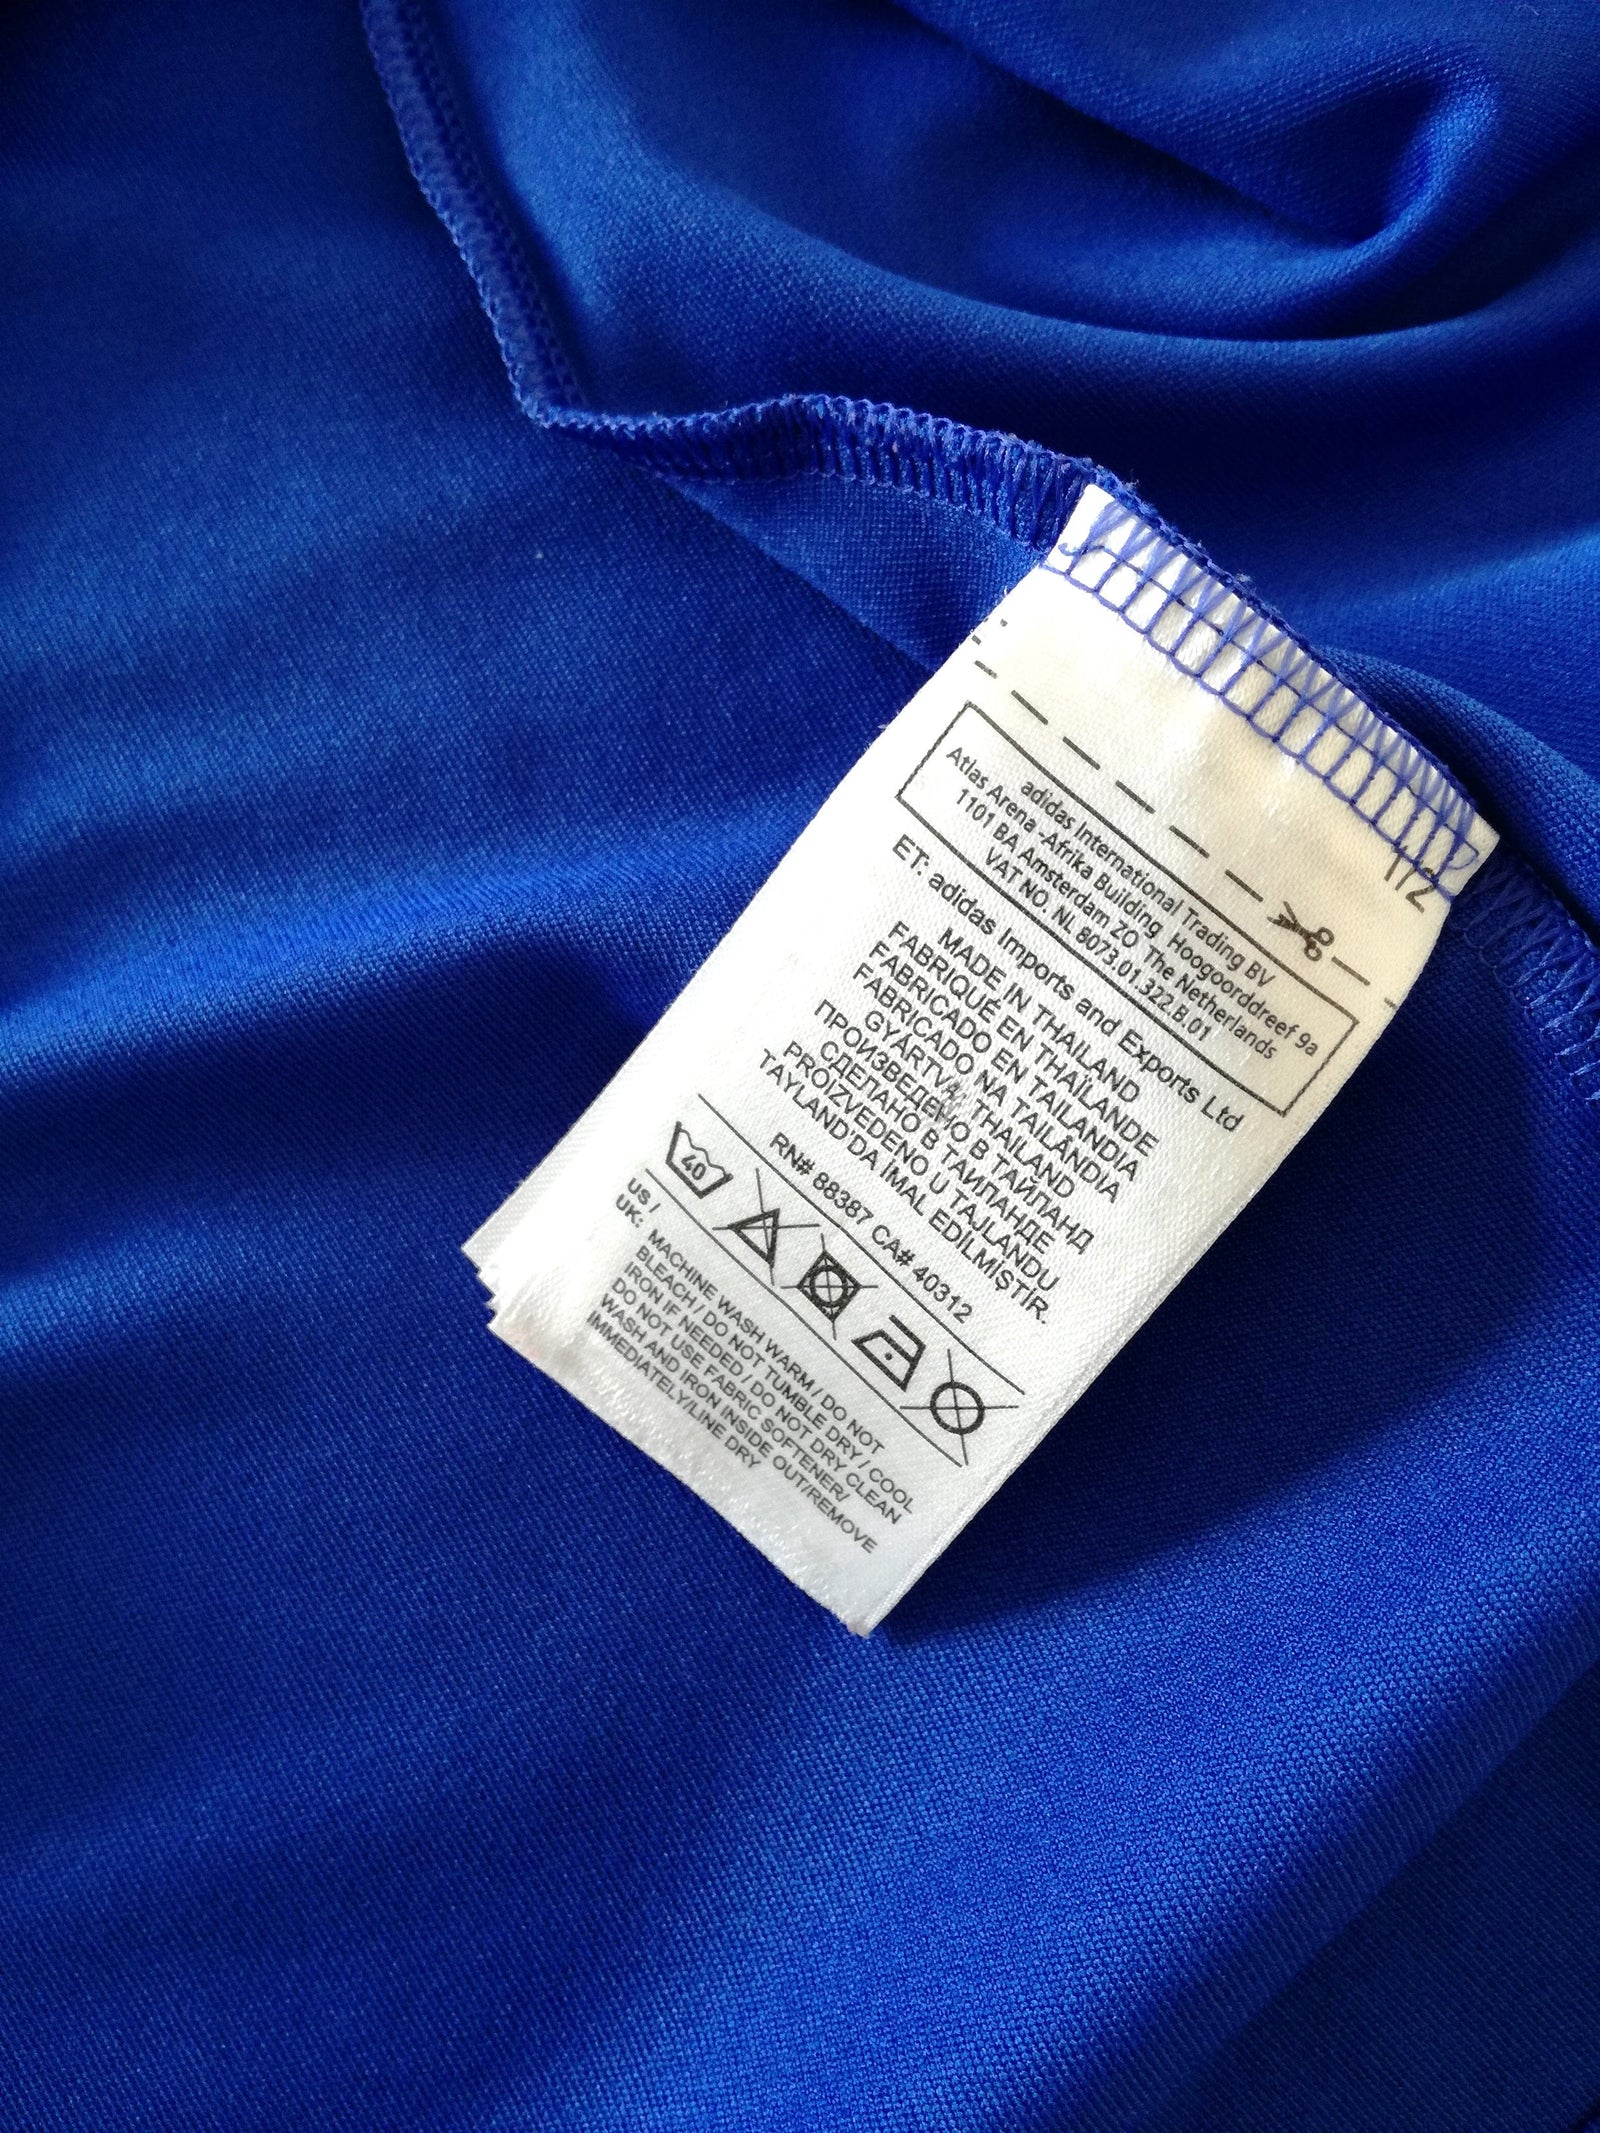 1/2
adidas International Trading BV
Atlas Arena -Afrika Building Hoogoorddreef 9a
1101 BA Amsterdam ZO The Netherlands
VAT NO. NL 8073.01.322.B.01
ET: adidas Imports and Exports Ltd
MADE IN THAILAND
FABRIQUÉ EN THAÏLANDE
FABRICADO EN TAILANDIA
FABRICADO NA TAILÂNDIA
GYÁRTVA: THAILAND
ПРОИЗВЕДЕНО В ТАЙЛАНД
СДЕЛАНО В ТАИЛАНДЕ
PROIZVEDENO U TAJLANDU
TAYLAND'DA İMAL EDİLMİŞTİR.
RN# 88387 CA# 40312
40
US /
UK:
MACHINE WASH WARM / DO NOT
BLEACH / DO NOT TUMBLE DRY / COOL
IRON IF NEEDED / DO NOT DRY CLEAN
DO NOT USE FABRIC SOFTENER/
WASH AND IRON INSIDE OUT/REMOVE
IMMEDIATELY/LINE DRY